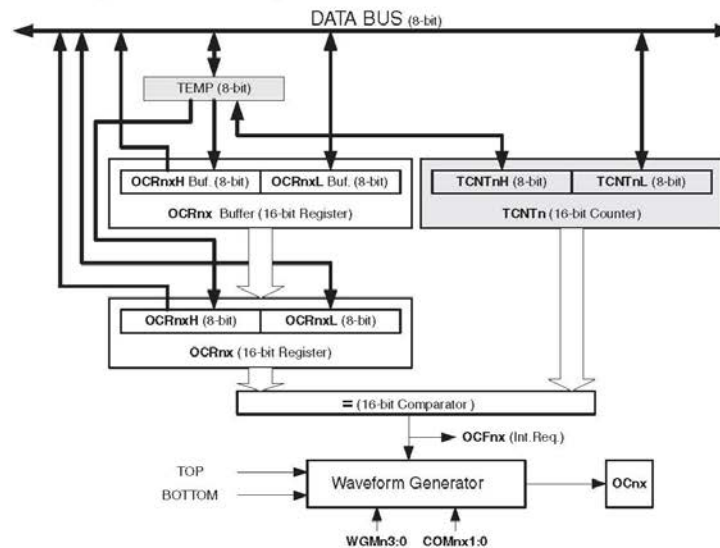 DATA BUS (8-bit)
TEMP (8-bit)
OCRnxH Buf. (8-bit) OCRnxL Buf. (8-bit)
OCRnx Buffer (16-bit Register)
TCNTnH (8-bit) TCNTnL (8-bit)
TCNTn (16-bit Counter)
OCRnxH (8-bit) OCRnxL (8-bit)
OCRnx (16-bit Register)
= (16-bit Comparator )
OCFnx (Int.Req.)
TOP
BOTTOM
Waveform Generator
OCnx
WGMn3:0 COMnx1:0